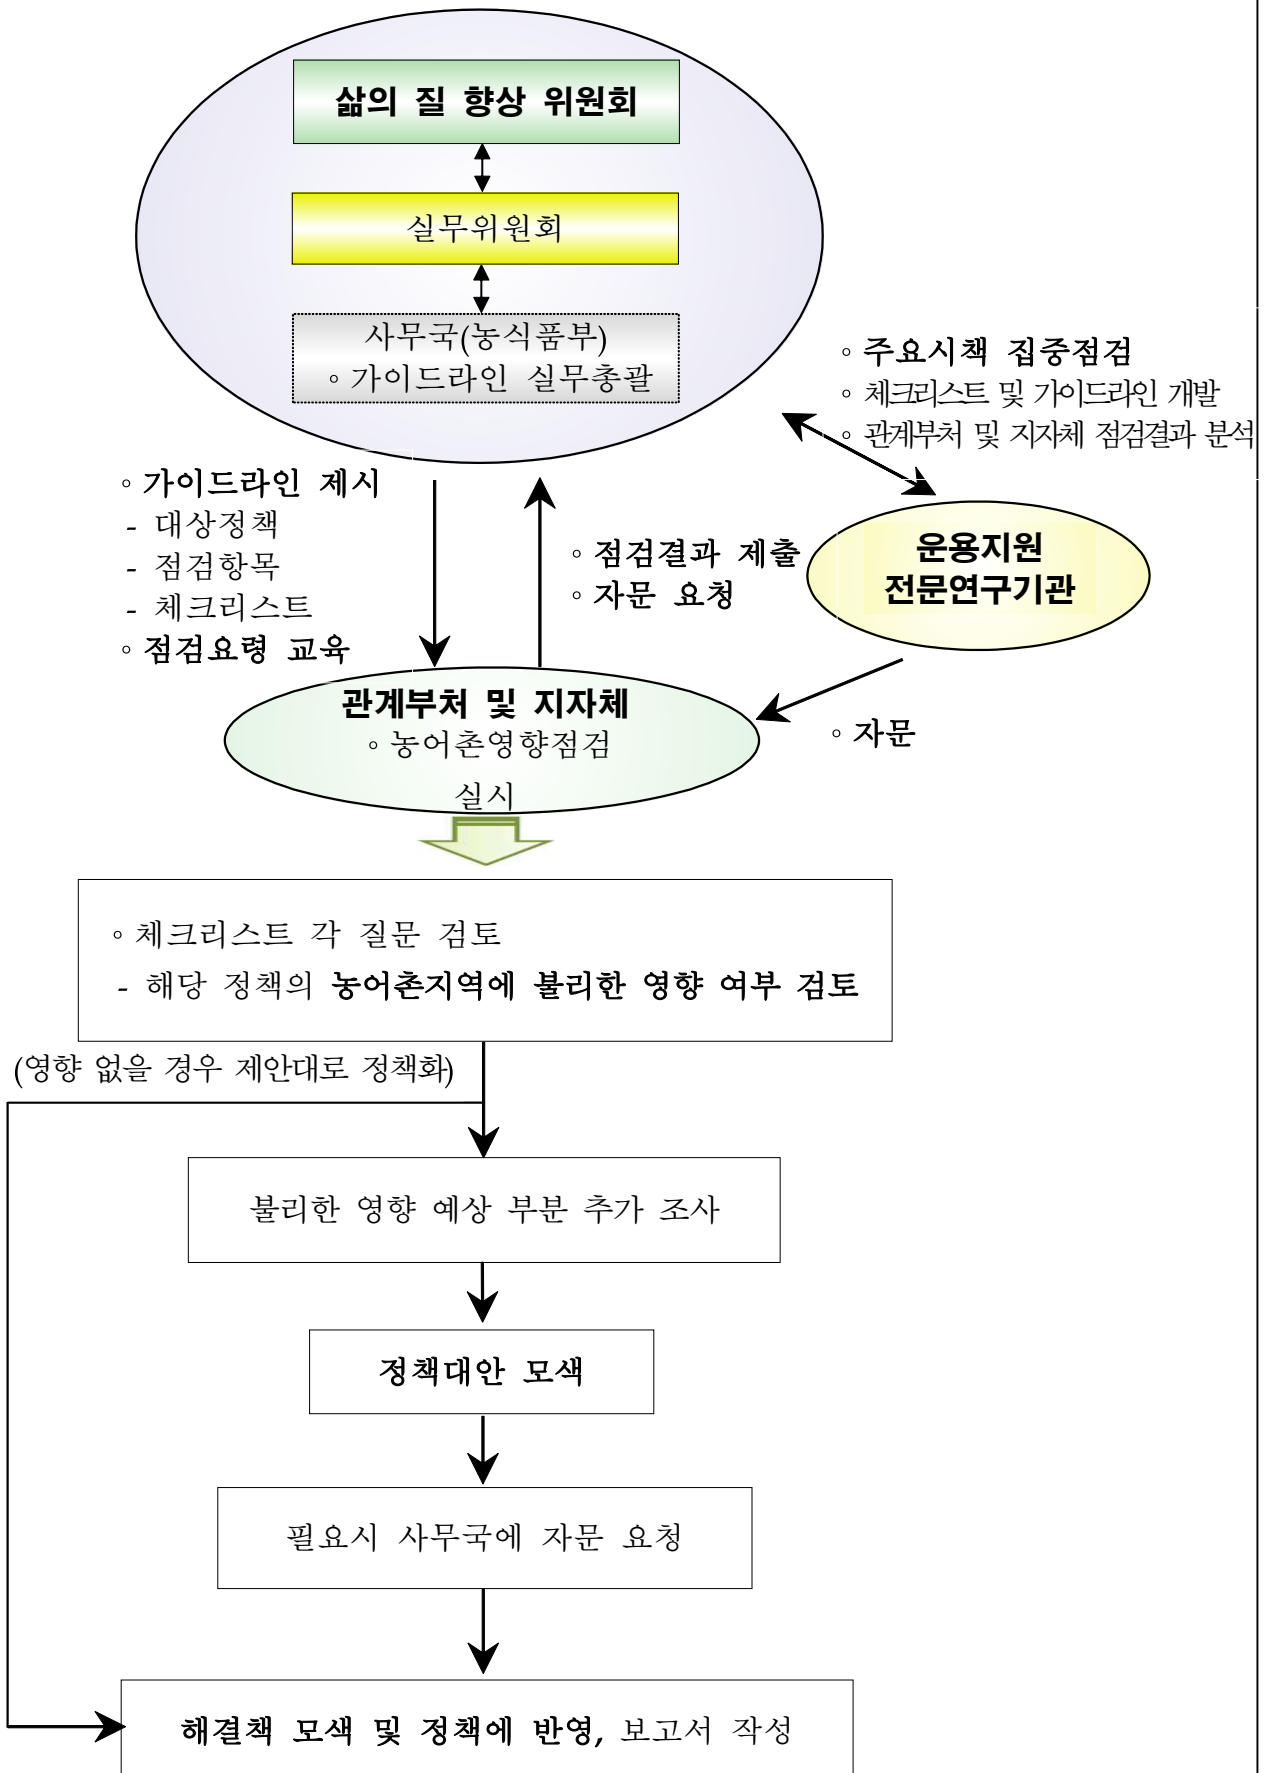 삶의 질 향상 위원회
실무위원회
사무국(농식품부)
◦가이드라인 실무총괄
◦주요시책 집중점검
◦체크리스트 및 가이드라인 개발
◦관계부처 및 지자체 점검결과 분석
◦가이드라인 제시
- 대상정책
- 점검항목
- 체크리스트
◦점검요령 교육
◦점검결과 제출
◦자문 요청
운용지원
전문연구기관
관계부처 및 지자체
◦농어촌영향점검
실시
◦자문
◦체크리스트 각 질문 검토
- 해당 정책의 농어촌지역에 불리한 영향 여부 검토
(영향 없을 경우 제안대로 정책화)
불리한 영향 예상 부분 추가 조사
정책대안 모색
필요시 사무국에 자문 요청
해결책 모색 및 정책에 반영, 보고서 작성